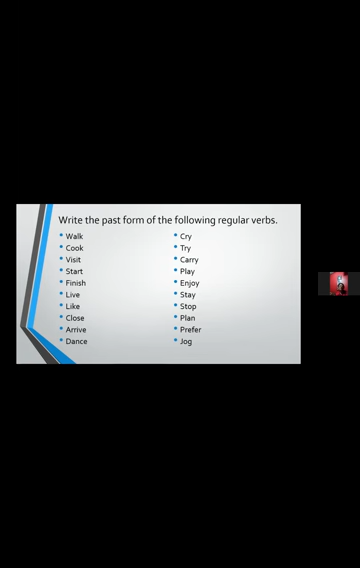 Write the past form of the following regular verbs.
• Walk
• Cook
• Visit
• Start
• Finish
• Live
• Like
• Close
• Arrive
• Dance
• Cry
• Try
• Carry
• Play
• Enjoy
• Stay
• Stop
• Plan
• Prefer
• Jog